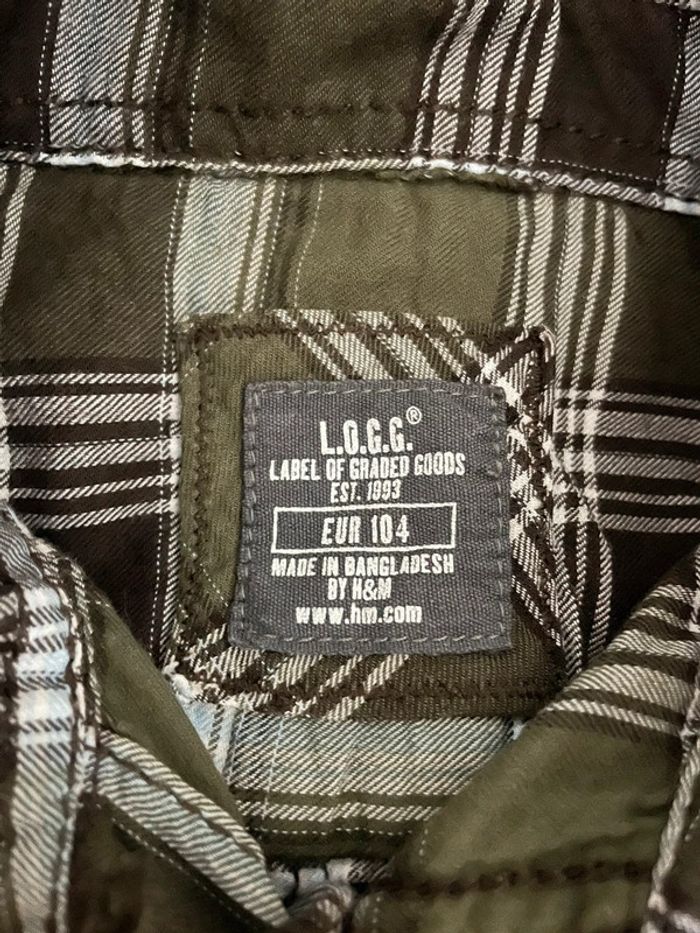 L.O.G.G.®
LABEL OF GRADED GOODS
EST. 1993
EUR 104
MADE IN BANGLADESH
BY H&M
www.hm.com